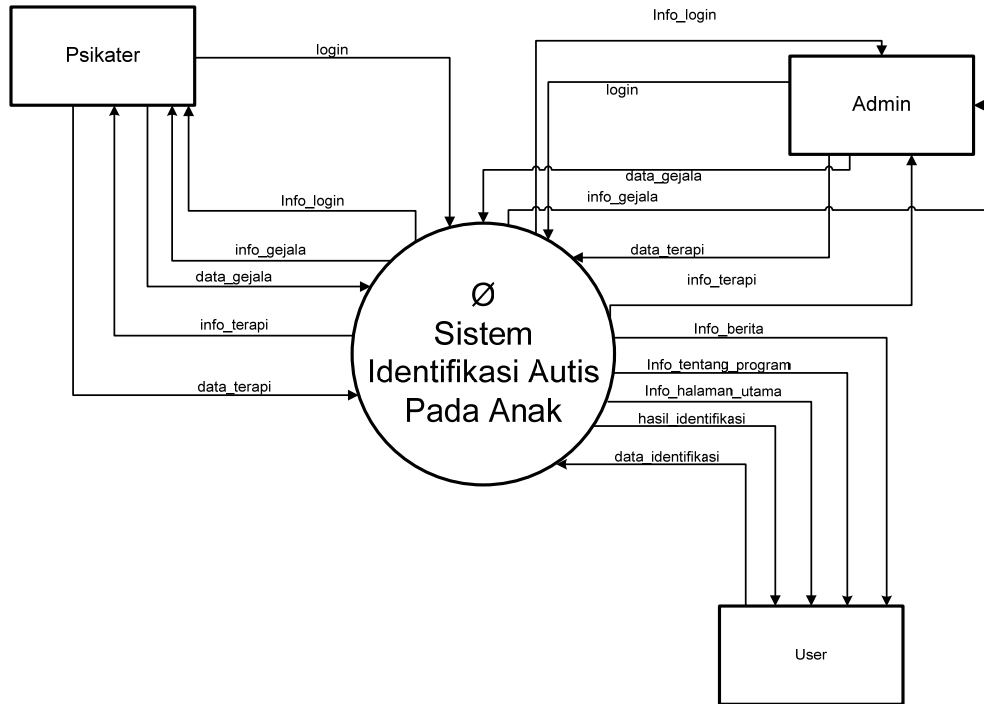 Info_login
Psikater
login
login
Admin
data_gejala
Info_login
info_gejala
info_gejala
data_terapi
data_gejala
info_terapi
Ø
Sistem
Identifikasi Autis
Pada Anak
info_terapi
Info_berita
Info_tentang_program
data_terapi
Info_halaman_utama
hasil_identifikasi
data_identifikasi
User